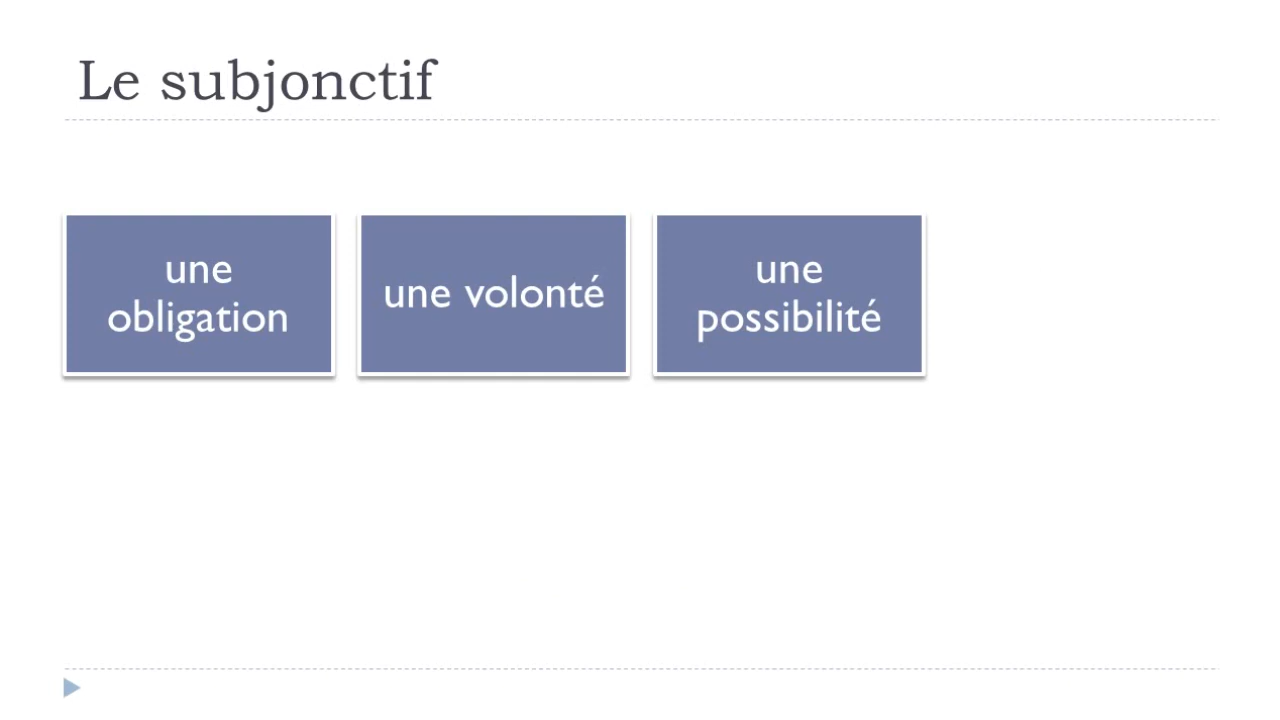 Le subjonctif
une
obligation
une volonté
une
possibilité